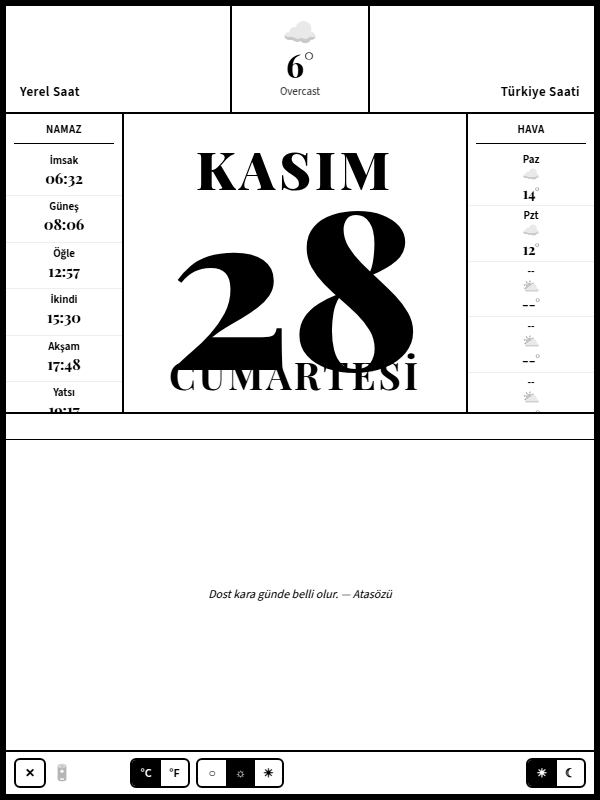 6°
Overcast
Yerel Saat
Türkiye Saati
NAMAZ
İmsak
06:32
Güneş
08:06
Öğle
12:57
İkindi
15:30
Akşam
17:48
Yatsı
KASIM
28
CUMARTESİ
HAVA
Paz
14°
Pzt
12°
--
--°
--
--°
--
Dost kara günde belli olur. — Atasözü
°C °F